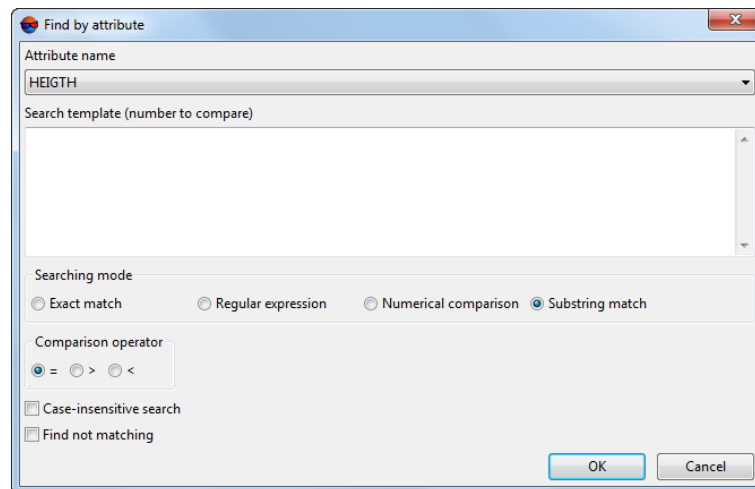 Find by attribute
Attribute name
HEIGTH
Search template (number to compare)
Searching mode
Exact match Regular expression Numerical comparison Substring match
Comparison operator
= > <
Case-insensitive search
Find not matching
OK Cancel